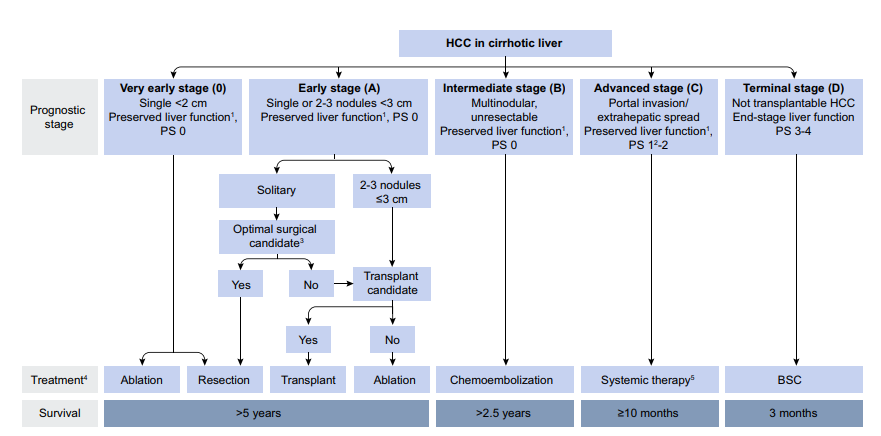 HCC in cirrhotic liver
Prognostic
stage
Very early stage (0)
Single <2 cm
Preserved liver function¹,
PS 0
Early stage (A)
Single or 2-3 nodules <3 cm
Preserved liver function¹, PS 0
Intermediate stage (B)
Multinodular,
unresectable
Preserved liver function¹,
PS 0
Advanced stage (C)
Portal invasion/
extrahepatic spread
Preserved liver function¹,
PS 1²-2
Terminal stage (D)
Not transplantable HCC
End-stage liver function
PS 3-4
Solitary
2-3 nodules
≤3 cm
Optimal surgical
candidate³
Yes
No
Transplant
candidate
Yes
No
Treatment⁴
Ablation
Resection
Transplant
Ablation
Chemoembolization
Systemic therapy⁵
BSC
Survival
>5 years
>2.5 years
≥10 months
3 months